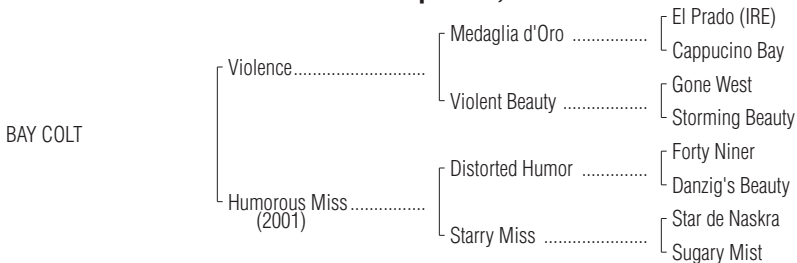 El Prado (IRE)
Medaglia d'Oro ................
Cappucino Bay
Violence............................
Gone West
Violent Beauty ..................
Storming Beauty
BAY COLT
Forty Niner
Distorted Humor ..............
Danzig's Beauty
Humorous Miss................
(2001)
Star de Naskra
Starry Miss ......................
Sugary Mist